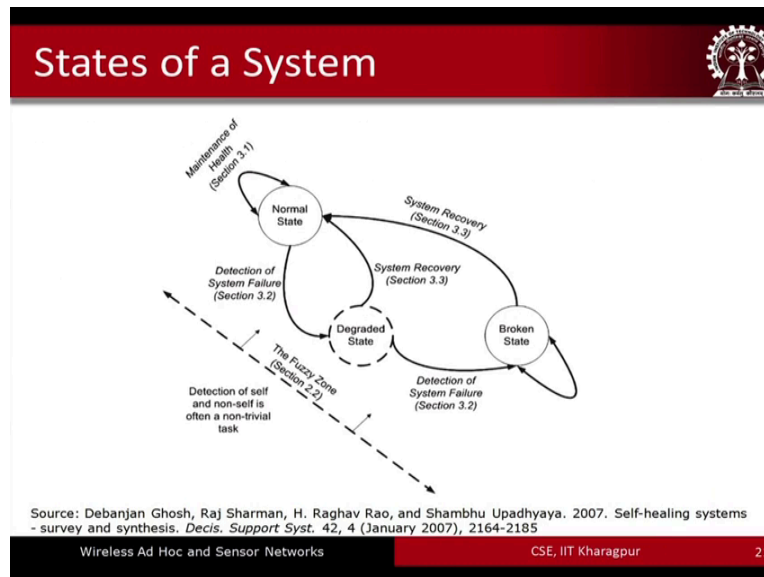 States of a System
Maintenance of
Health
(Section 3.1)
Normal
State
System Recovery
(Section 3.3)
Detection of
System Failure
(Section 3.2)
System Recovery
(Section 3.3)
Degraded
State
Broken
State
The Fuzzy Zone
(Section 2.2)
Detection of
System Failure
(Section 3.2)
Detection of self
and non-self is
often a non-trivial
task
Source: Debanjan Ghosh, Raj Sharman, H. Raghav Rao, and Shambhu Upadhyaya. 2007. Self-healing systems
- survey and synthesis. Decis. Support Syst. 42, 4 (January 2007), 2164-2185
Wireless Ad Hoc and Sensor Networks
CSE, IIT Kharagpur
2